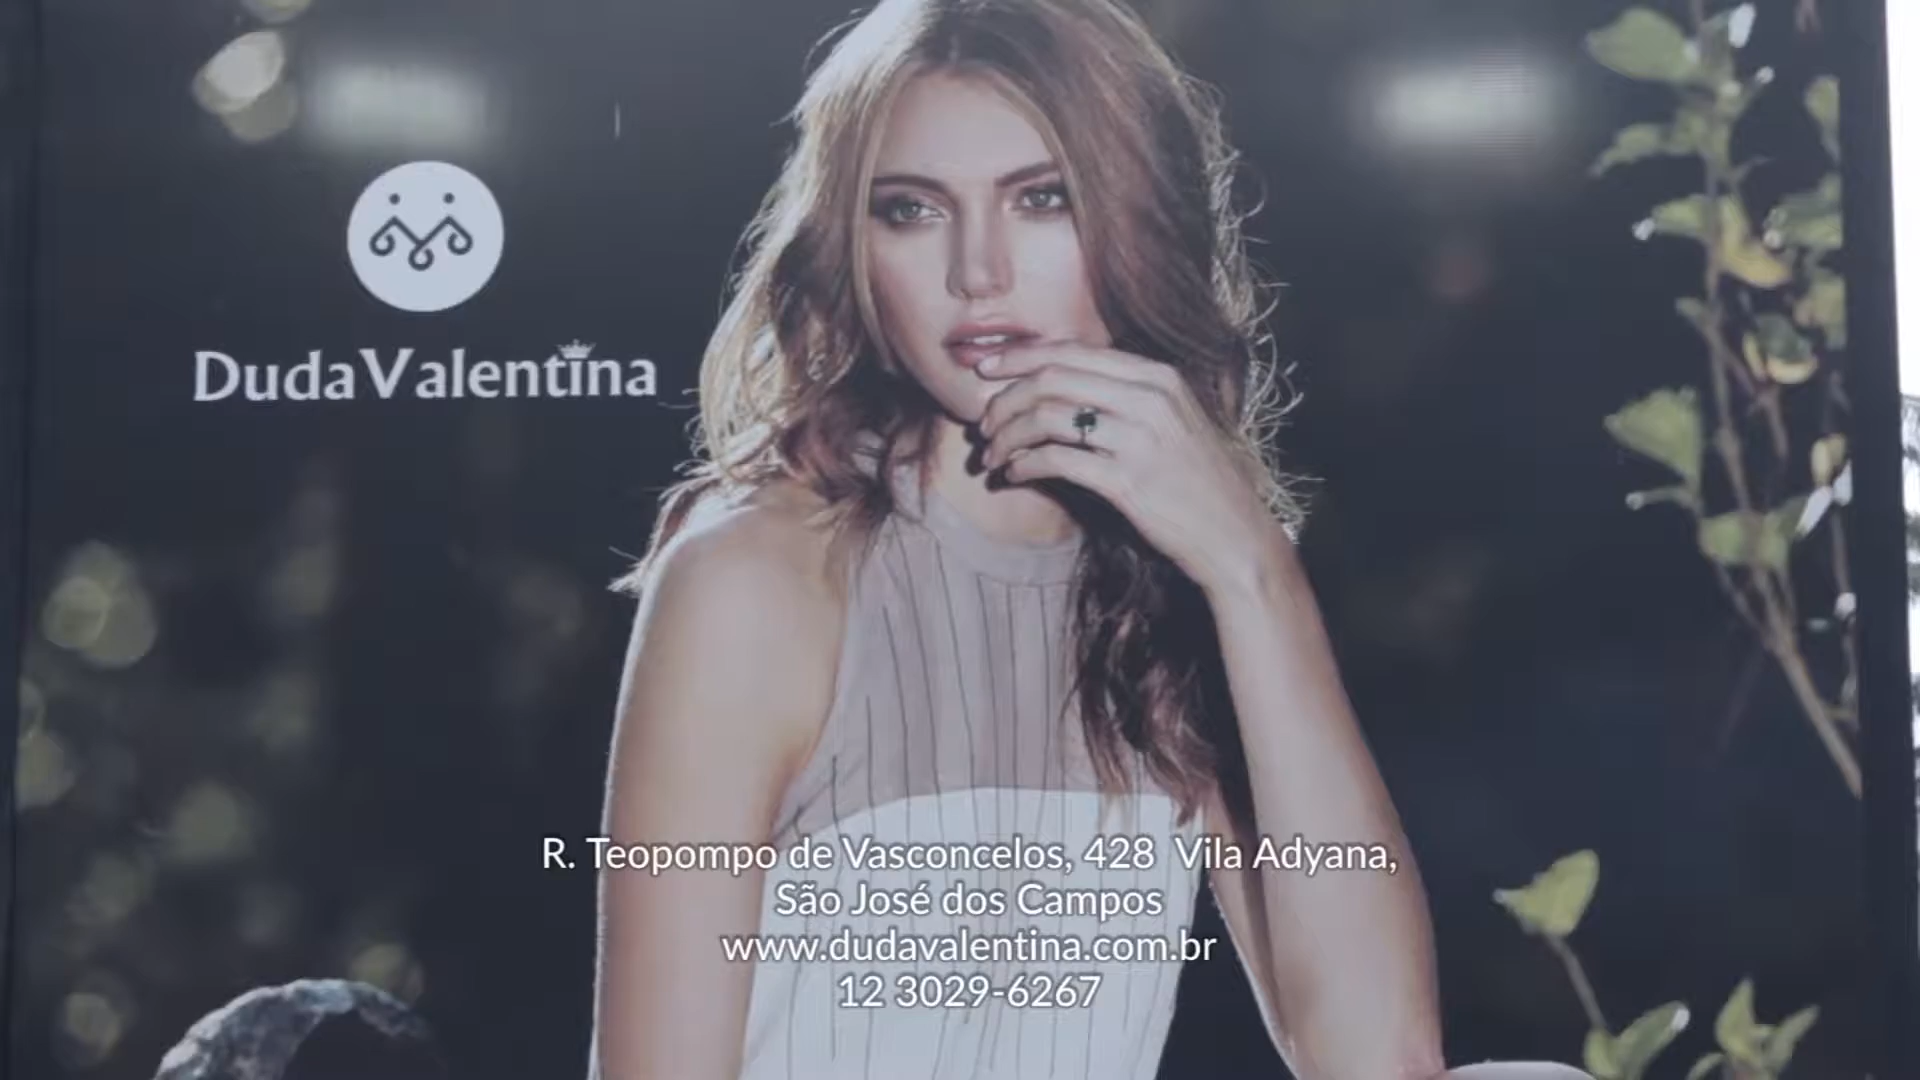 DudaValentina
R. Teopompo de Vasconcelos, 428 Vila Adyana,
São José dos Campos
www.dudavalentina.com.br
12 3029-6267